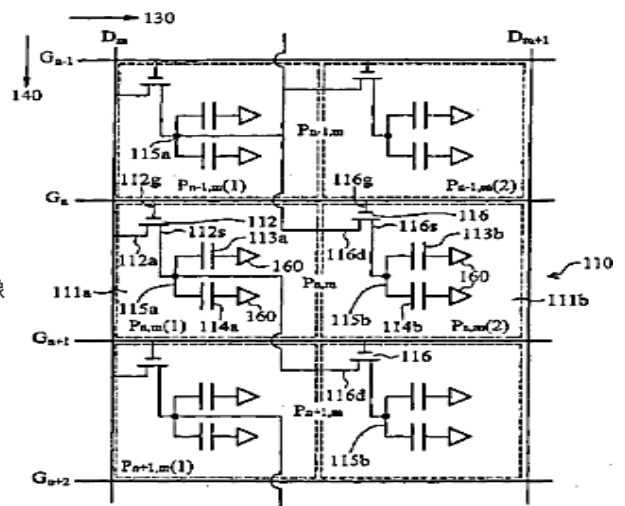 130
Dm Dm+1
Gn-1
140
115a Pn-1,m
Pn-1,m(1) Pn-1,m(2)
Gn
112g 116g
112 116
112s 113a 116s 113b
112a 116d
160 160 110
111a Pn,m 111b
115a 114a 115b 114b
Pn,m(1) Pn,m(2)
Gn+1
116
116d
Pn+1,m
115b
Pn+1,m(1)
Gn+2